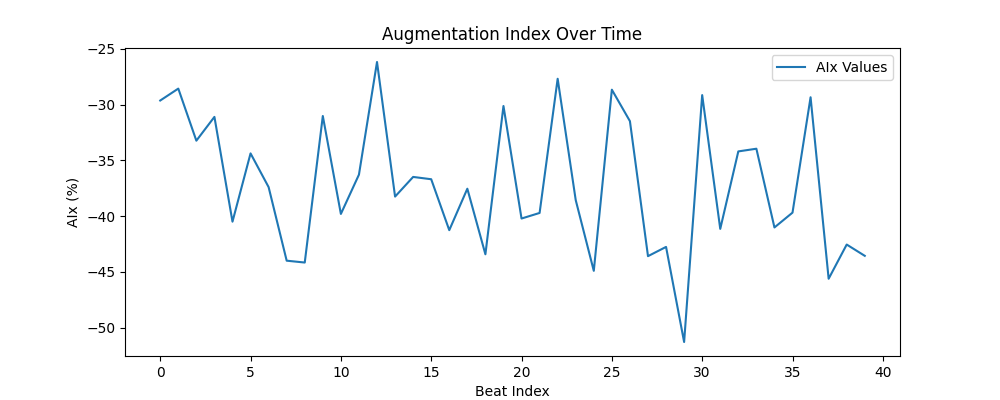 Augmentation Index Over Time
AIx Values
AIx (%)
−25
−30
−35
−40
−45
−50
0 5 10 15 20 25 30 35 40
Beat Index